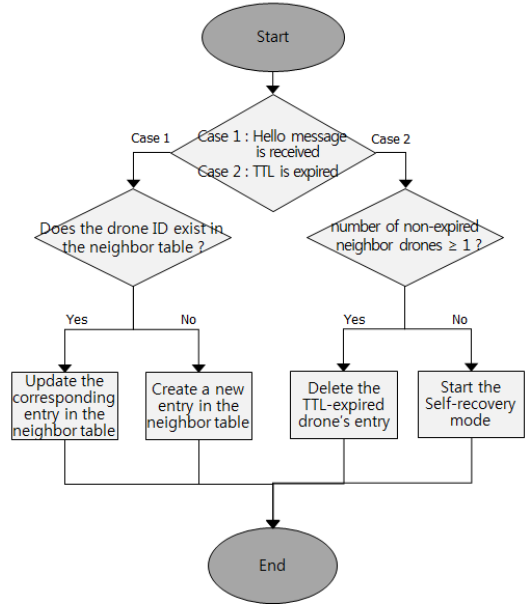 Start
Case 1
Case 1 : Hello message
is received
Case 2 : TTL is expired
Case 2
Does the drone ID exist in
the neighbor table ?
number of non-expired
neighbor drones ≥ 1 ?
Yes
No
Yes
No
Update the
corresponding
entry in the
neighbor table
Create a new
entry in the
neighbor table
Delete the
TTL-expired
drone's entry
Start the
Self-recovery
mode
End